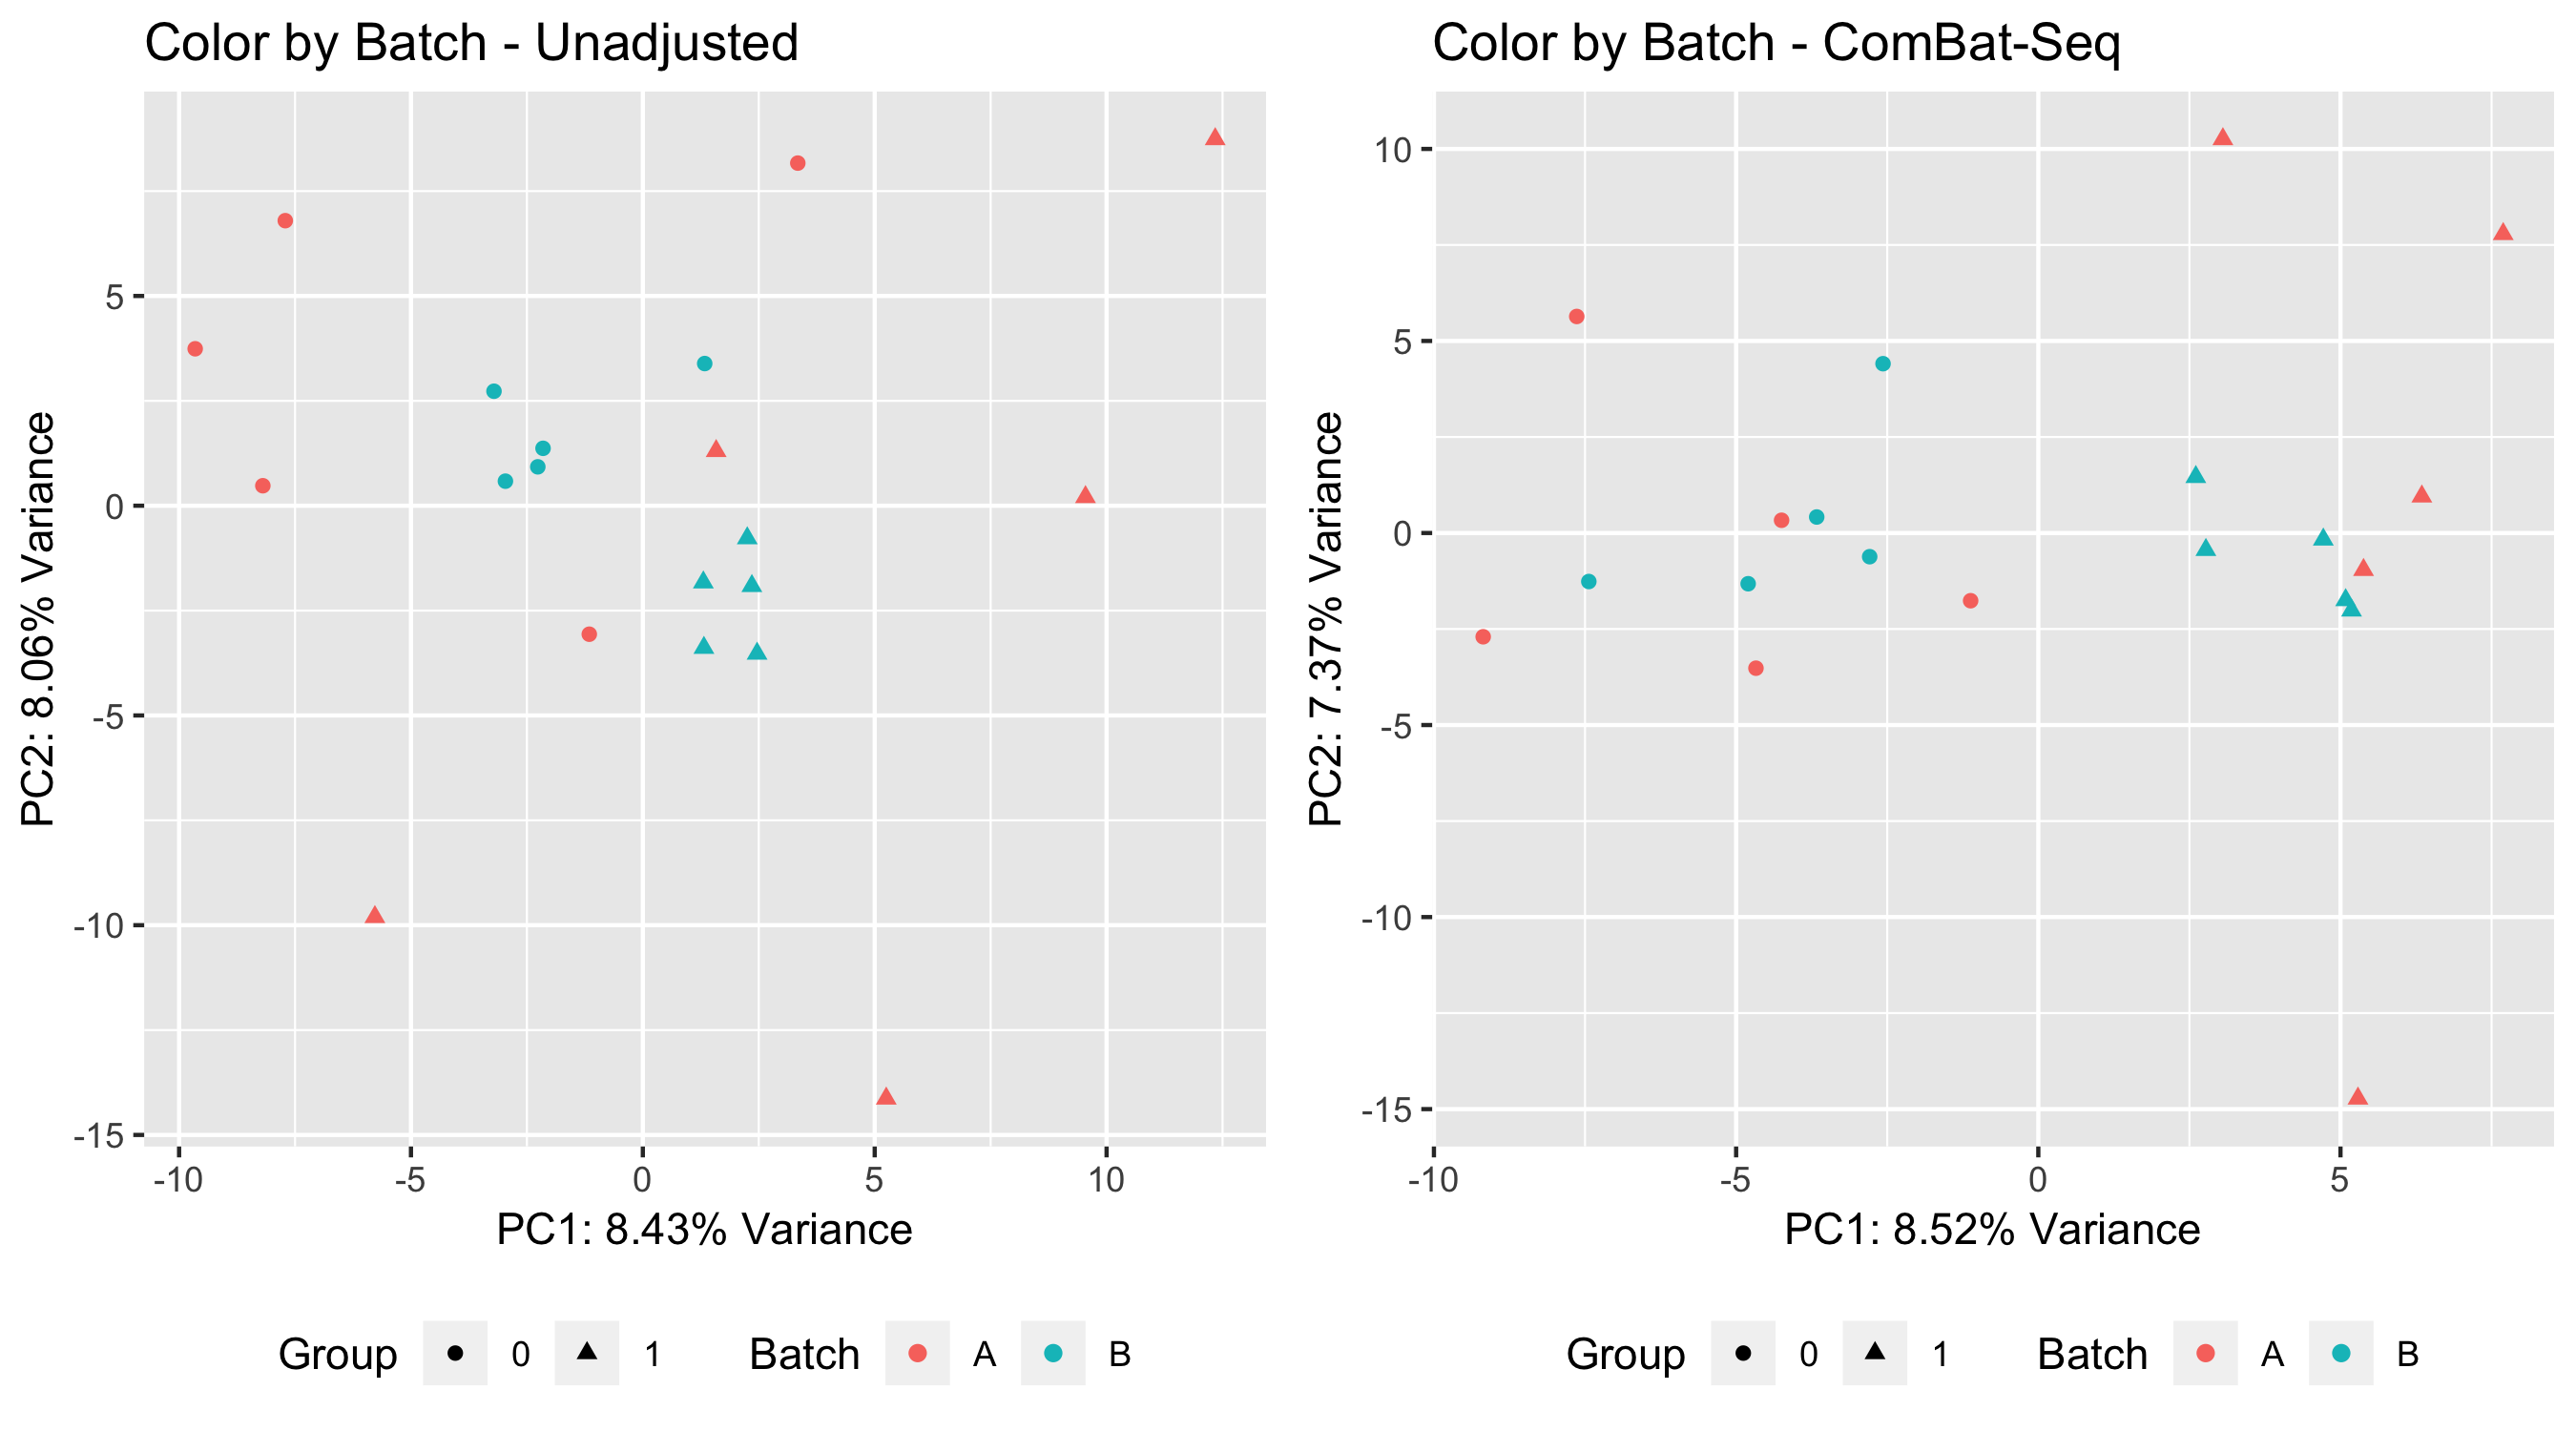 Color by Batch - Unadjusted
PC2: 8.06% Variance
5
0
-5
-10
-15
-10 -5 0 5 10
PC1: 8.43% Variance
Group 0 1 Batch A B
Color by Batch - ComBat-Seq
PC2: 7.37% Variance
10
5
0
-5
-10
-15
-10 -5 0 5
PC1: 8.52% Variance
Group 0 1 Batch A B